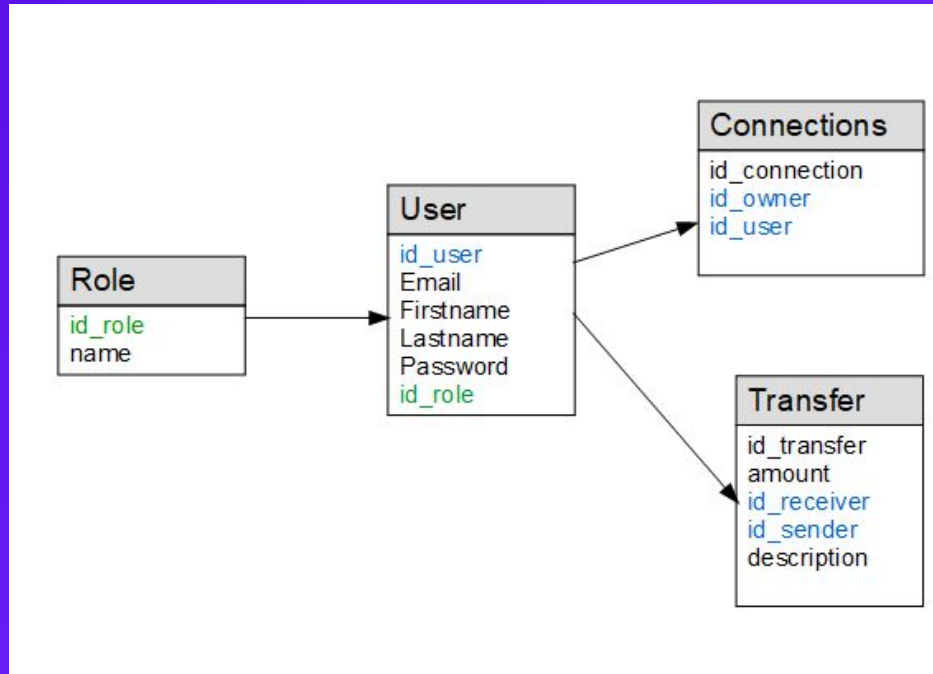 Role
id_role
name
User
id_user
Email
Firstname
Lastname
Password
id_role
Connections
id_connection
id_owner
id_user
Transfer
id_transfer
amount
id_receiver
id_sender
description